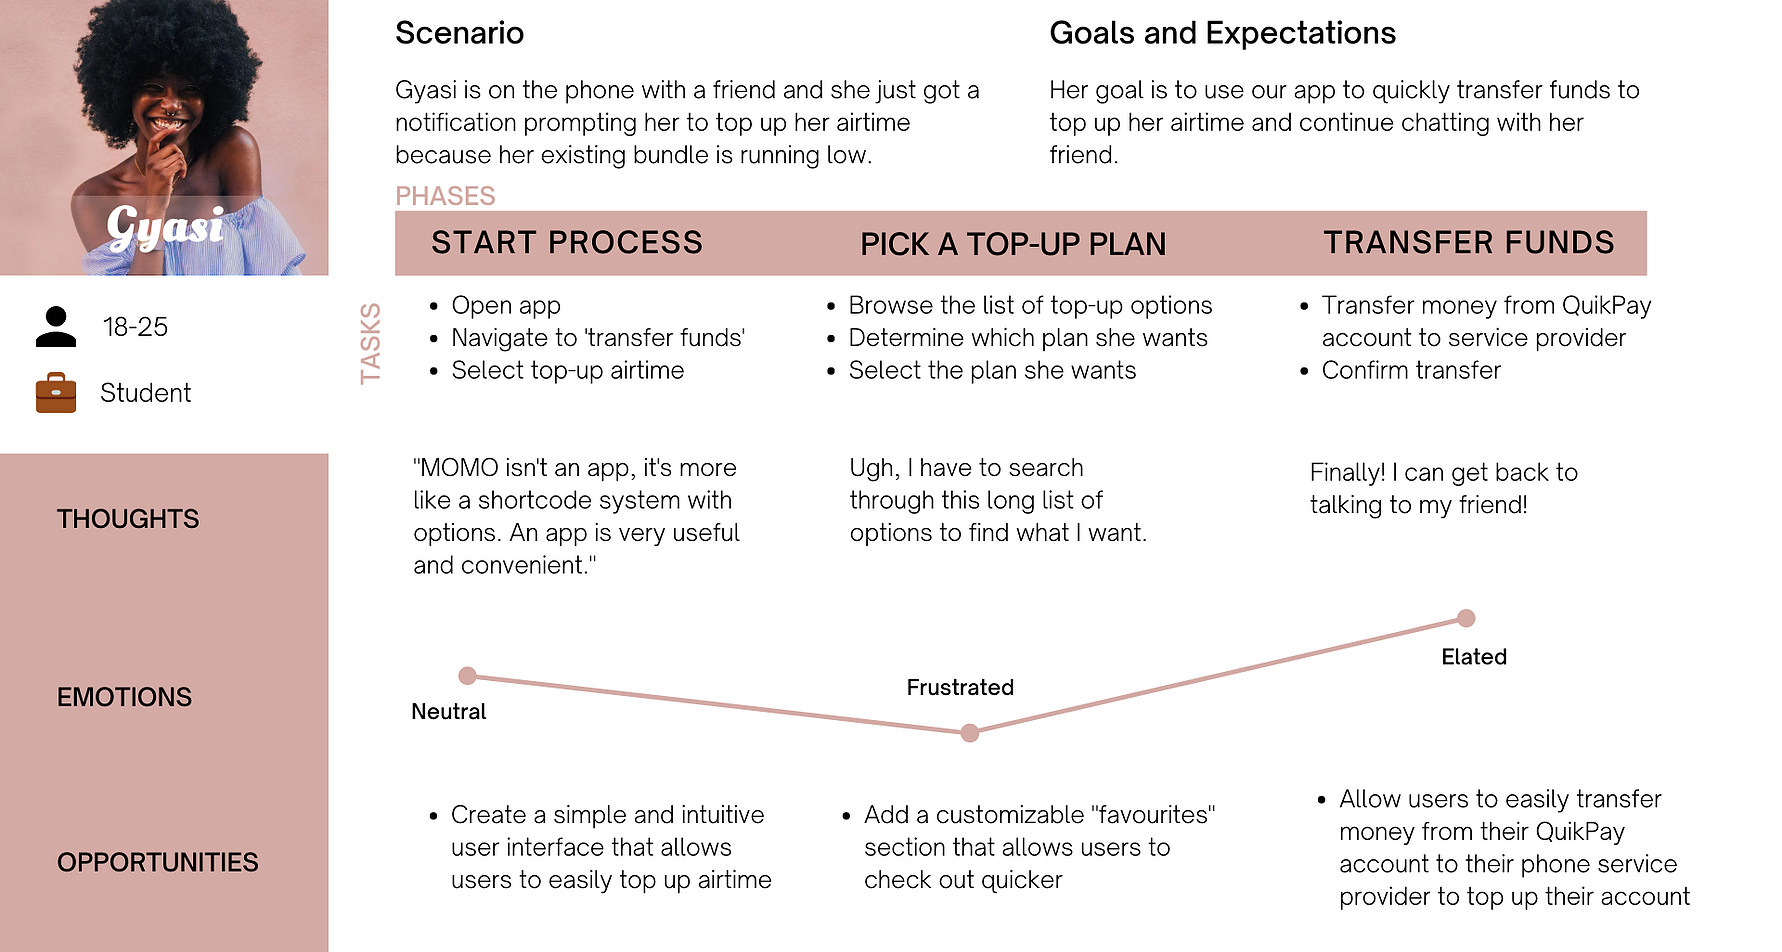 Gyasi
18-25
Student
Scenario
Gyasi is on the phone with a friend and she just got a
notification prompting her to top up her airtime
because her existing bundle is running low.
Goals and Expectations
Her goal is to use our app to quickly transfer funds to
top up her airtime and continue chatting with her
friend.
PHASES
START PROCESS
PICK A TOP-UP PLAN
TRANSFER FUNDS
TASKS
• Open app
• Navigate to 'transfer funds'
• Select top-up airtime
• Browse the list of top-up options
• Determine which plan she wants
• Select the plan she wants
• Transfer money from QuikPay
account to service provider
• Confirm transfer
THOUGHTS
"MOMO isn't an app, it's more
like a shortcode system with
options. An app is very useful
and convenient."
Ugh, I have to search
through this long list of
options to find what I want.
Finally! I can get back to
talking to my friend!
EMOTIONS
Neutral
Frustrated
Elated
OPPORTUNITIES
• Create a simple and intuitive
user interface that allows
users to easily top up airtime
• Add a customizable "favourites"
section that allows users to
check out quicker
• Allow users to easily transfer
money from their QuikPay
account to their phone service
provider to top up their account